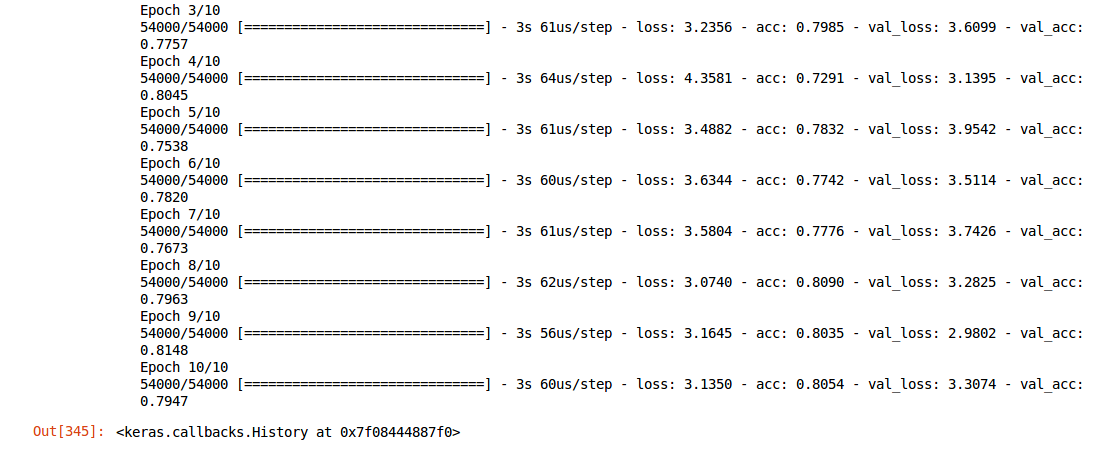 Epoch 3/10
54000/54000 [==============================] - 3s 61us/step - loss: 3.2356 - acc: 0.7985 - val_loss: 3.6099 - val_acc:
0.7757
Epoch 4/10
54000/54000 [==============================] - 3s 64us/step - loss: 4.3581 - acc: 0.7291 - val_loss: 3.1395 - val_acc:
0.8045
Epoch 5/10
54000/54000 [==============================] - 3s 61us/step - loss: 3.4882 - acc: 0.7832 - val_loss: 3.9542 - val_acc:
0.7538
Epoch 6/10
54000/54000 [==============================] - 3s 60us/step - loss: 3.6344 - acc: 0.7742 - val_loss: 3.5114 - val_acc:
0.7820
Epoch 7/10
54000/54000 [==============================] - 3s 61us/step - loss: 3.5804 - acc: 0.7776 - val_loss: 3.7426 - val_acc:
0.7673
Epoch 8/10
54000/54000 [==============================] - 3s 62us/step - loss: 3.0740 - acc: 0.8090 - val_loss: 3.2825 - val_acc:
0.7963
Epoch 9/10
54000/54000 [==============================] - 3s 56us/step - loss: 3.1645 - acc: 0.8035 - val_loss: 2.9802 - val_acc:
0.8148
Epoch 10/10
54000/54000 [==============================] - 3s 60us/step - loss: 3.1350 - acc: 0.8054 - val_loss: 3.3074 - val_acc:
0.7947
Out[345]: <keras.callbacks.History at 0x7f08444887f0>